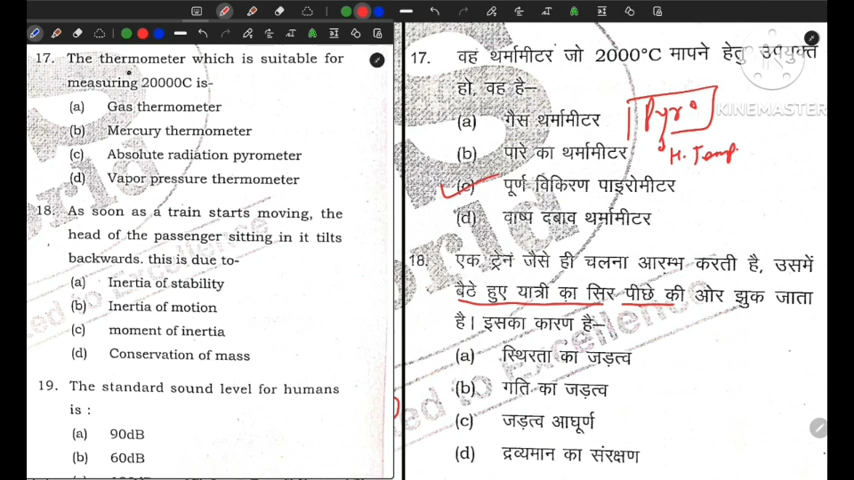 17. The thermometer which is suitable for
measuring 20000C is-
(a) Gas thermometer
(b) Mercury thermometer
(c) Absolute radiation pyrometer
(d) Vapor pressure thermometer
18. As soon as a train starts moving, the
head of the passenger sitting in it tilts
backwards. this is due to-
(a) Inertia of stability
(b) Inertia of motion
(c) moment of inertia
(d) Conservation of mass
19. The standard sound level for humans
is :
(a) 90dB
(b) 60dB
17. वह थर्मामीटर जो 2000°C मापने हेतु उपयुक्त
हो, वह है–
(a) गैस थर्मामीटर
(b) पारे का थर्मामीटर
(c) पूर्ण विकिरण पाइरोमीटर
(d) वाष्प दबाव थर्मामीटर
Pyro
H. Temp.
KINEMASTER
18. एक ट्रेन जैसे ही चलना आरम्भ करती है, उसमें
बैठे हुए यात्री का सिर पीछे की ओर झुक जाता
है। इसका कारण है–
(a) स्थिरता का जड़त्व
(b) गति का जड़त्व
(c) जड़त्व आघूर्ण
(d) द्रव्यमान का संरक्षण